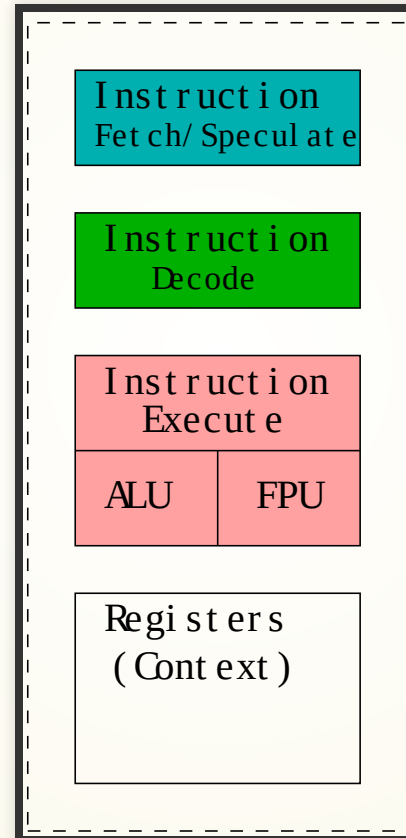 Instruction
Fetch/Speculate
Instruction
Decode
Instruction
Execute
ALU FPU
Registers
(Context)